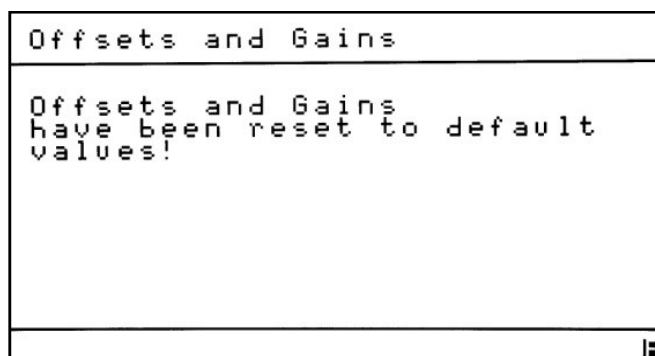 Offsets and Gains
Offsets and Gains
have been reset to default
values!